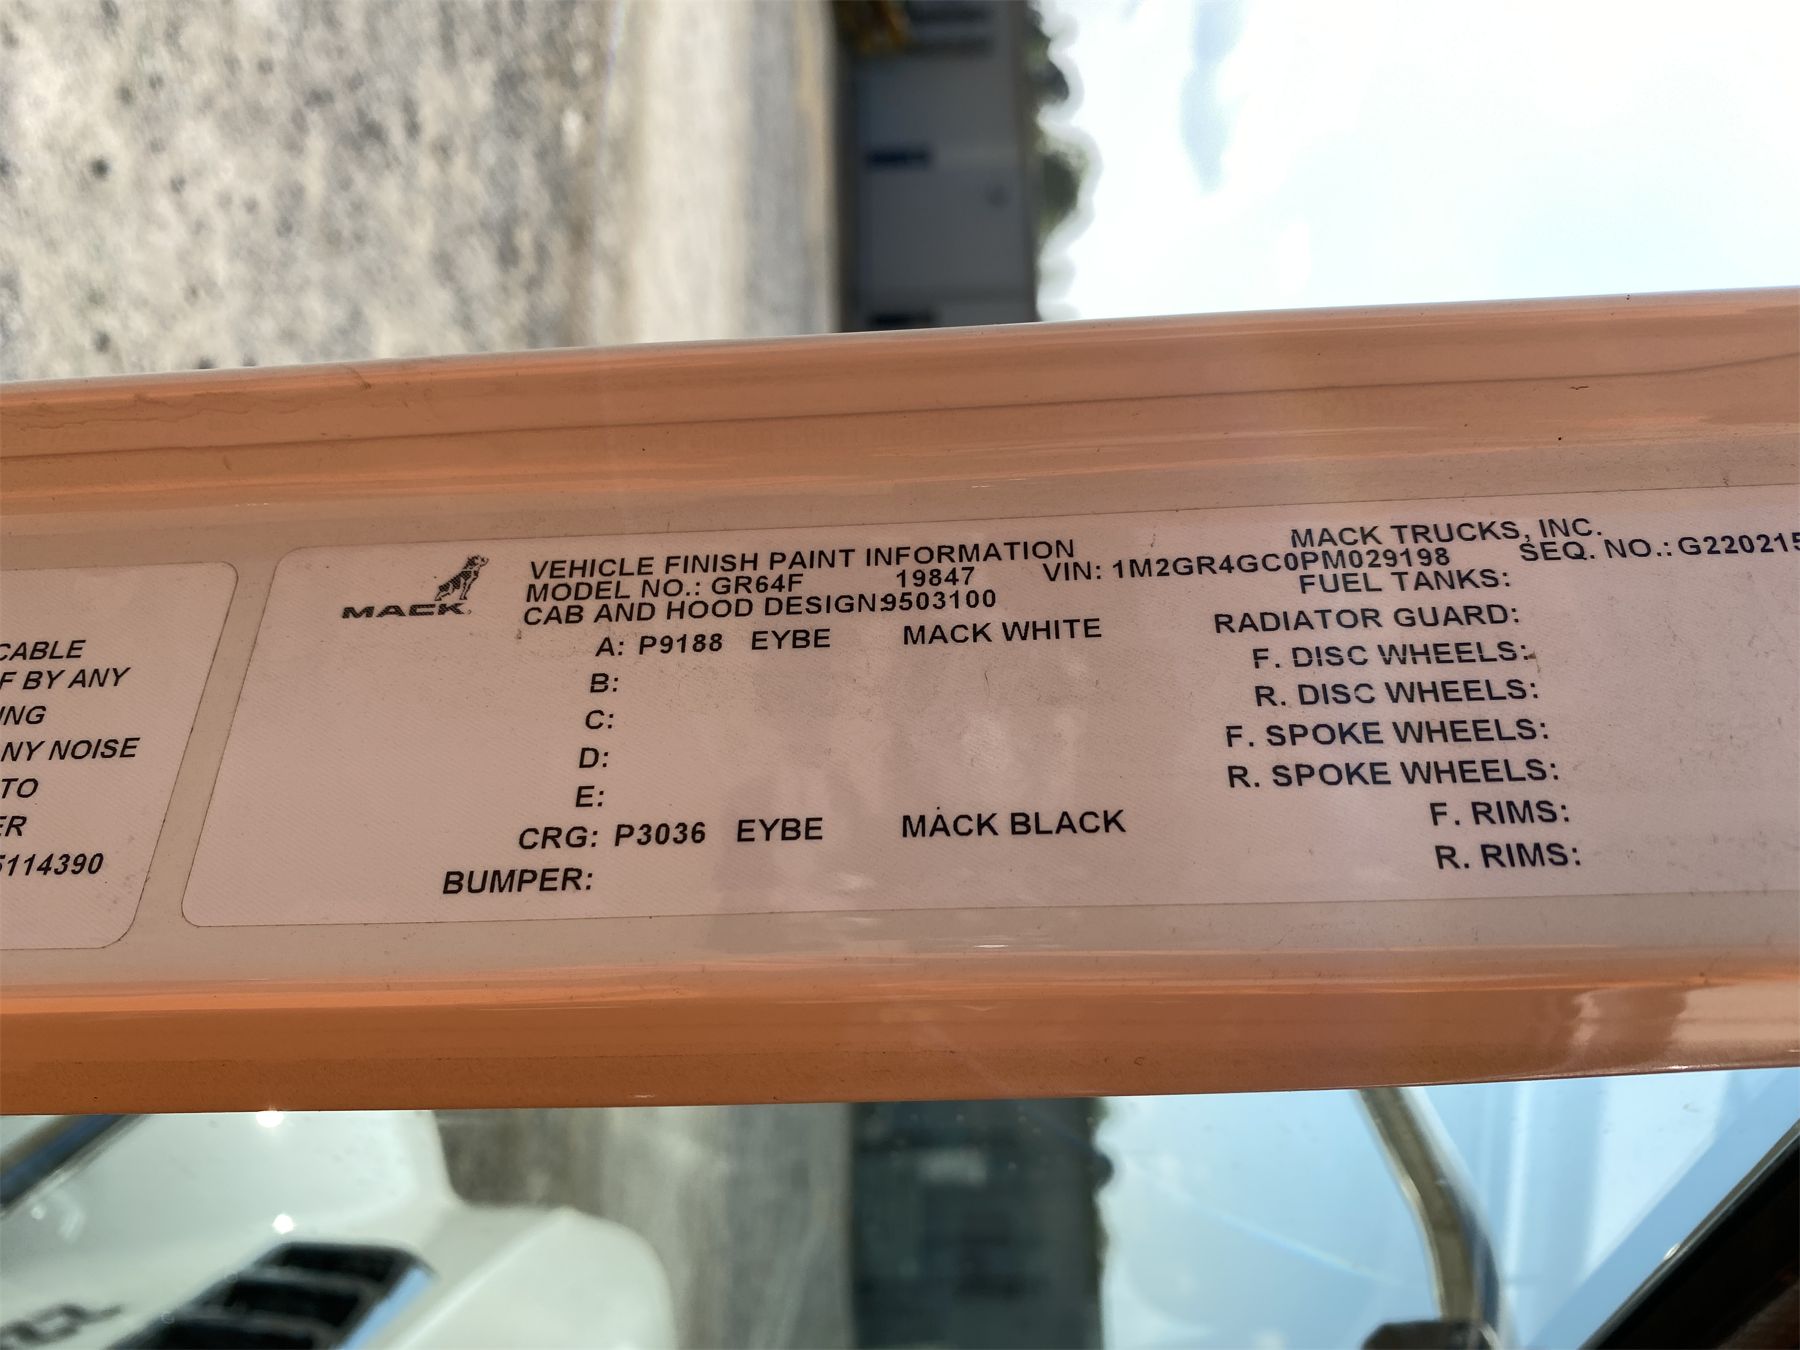 CABLE
F BY ANY
ING
NY NOISE
TO
ER
5114390
MACK
VEHICLE FINISH PAINT INFORMATION
MACK TRUCKS, INC.
MODEL NO.: GR64F 19847 VIN: 1M2GR4GC0PM029198 SEQ. NO.: G220215
CAB AND HOOD DESIGN: 9503100 FUEL TANKS:
A: P9188 EYBE MACK WHITE RADIATOR GUARD:
B: F. DISC WHEELS:
C: R. DISC WHEELS:
D: F. SPOKE WHEELS:
E: R. SPOKE WHEELS:
CRG: P3036 EYBE MACK BLACK F. RIMS:
BUMPER: R. RIMS: